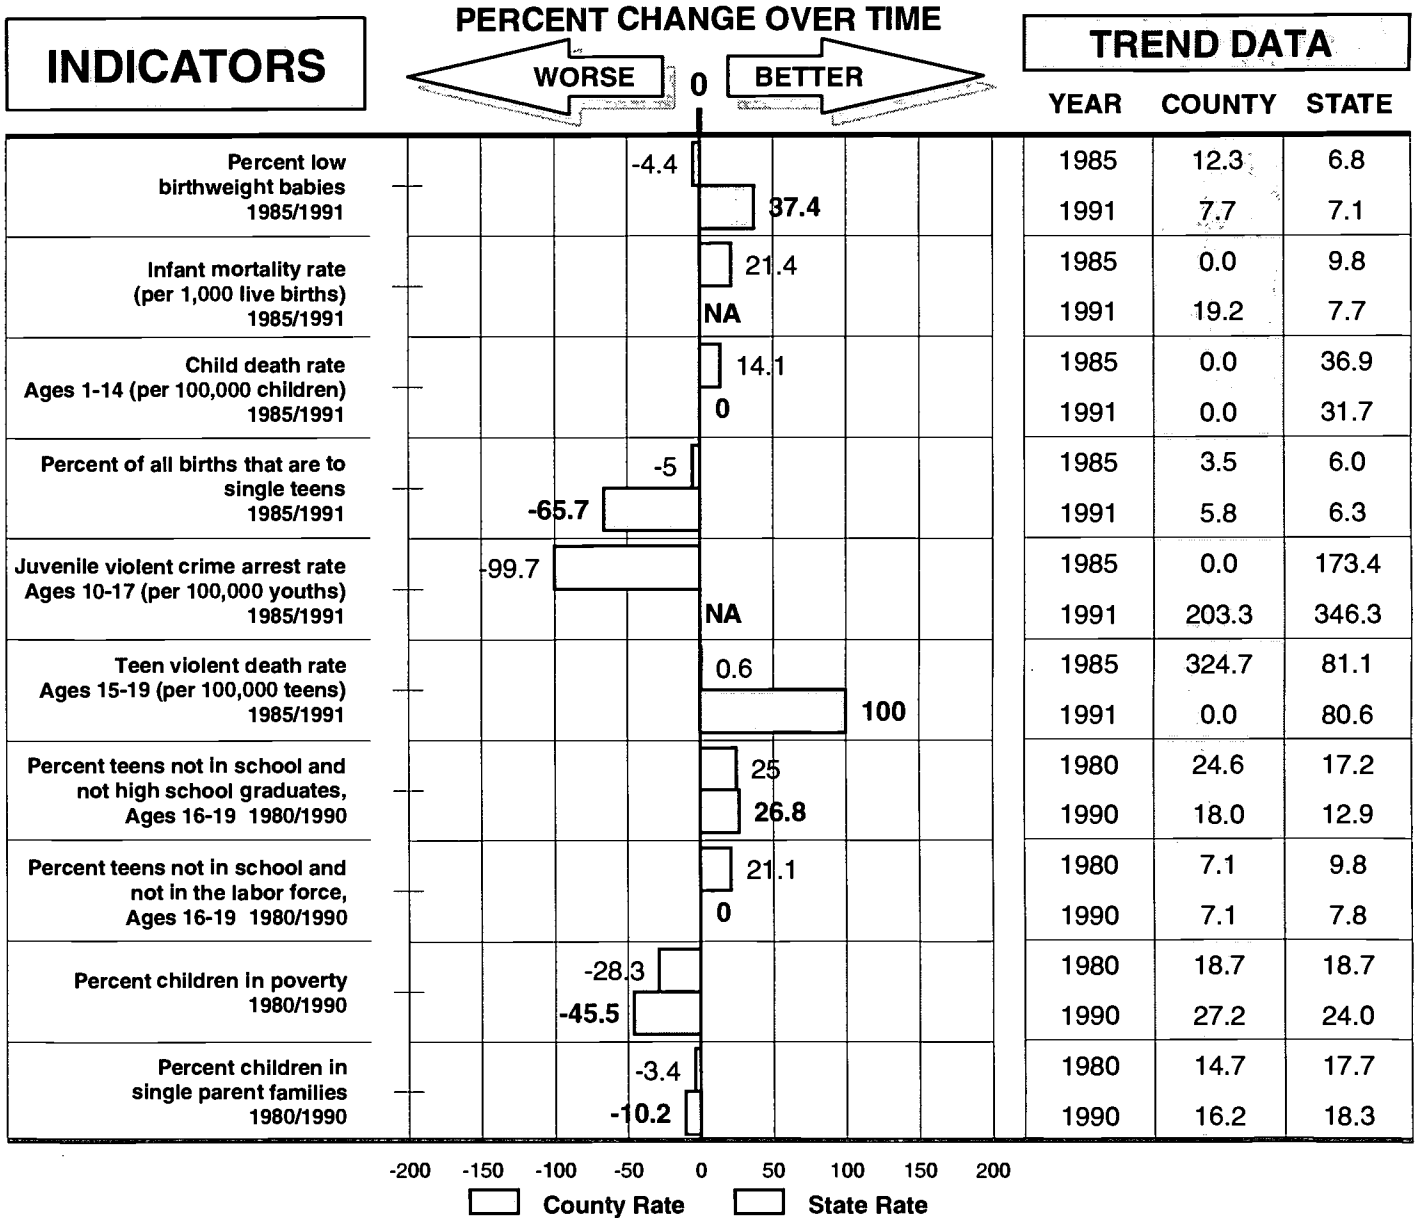 PERCENT CHANGE OVER TIME
INDICATORS
WORSE 0 BETTER
TREND DATA
YEAR COUNTY STATE
Percent low
birthweight babies
1985/1991
-4.4
37.4
1985 12.3 6.8
1991 7.7 7.1
Infant mortality rate
(per 1,000 live births)
1985/1991
21.4
NA
1985 0.0 9.8
1991 19.2 7.7
Child death rate
Ages 1-14 (per 100,000 children)
1985/1991
14.1
0
1985 0.0 36.9
1991 0.0 31.7
Percent of all births that are to
single teens
1985/1991
-5
-65.7
1985 3.5 6.0
1991 5.8 6.3
Juvenile violent crime arrest rate
Ages 10-17 (per 100,000 youths)
1985/1991
-99.7
NA
1985 0.0 173.4
1991 203.3 346.3
Teen violent death rate
Ages 15-19 (per 100,000 teens)
1985/1991
0.6
100
1985 324.7 81.1
1991 0.0 80.6
Percent teens not in school and
not high school graduates,
Ages 16-19 1980/1990
25
26.8
1980 24.6 17.2
1990 18.0 12.9
Percent teens not in school and
not in the labor force,
Ages 16-19 1980/1990
21.1
0
1980 7.1 9.8
1990 7.1 7.8
Percent children in poverty
1980/1990
-28.3
-45.5
1980 18.7 18.7
1990 27.2 24.0
Percent children in
single parent families
1980/1990
-3.4
-10.2
1980 14.7 17.7
1990 16.2 18.3
-200 -150 -100 -50 0 50 100 150 200
County Rate State Rate